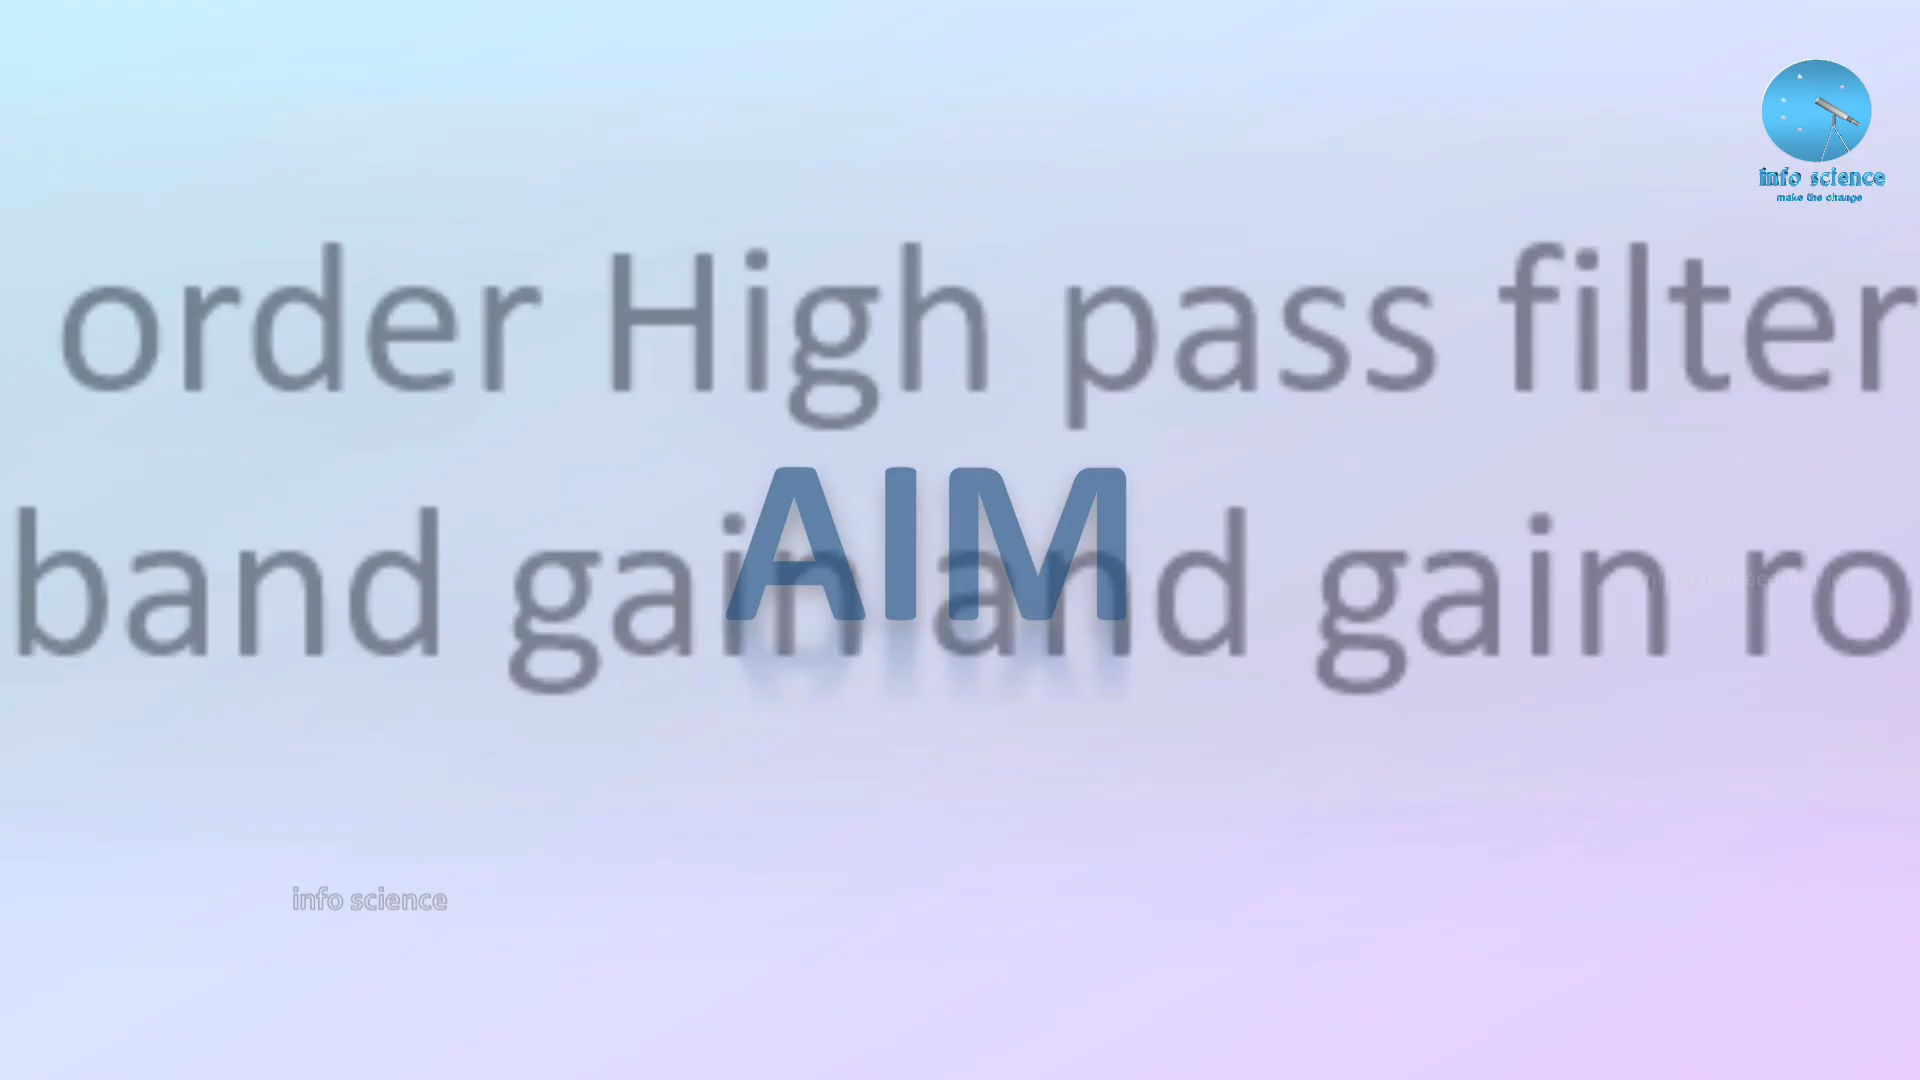 info science
make the change
order High pass filter
AIM
band gain and gain ro
info science